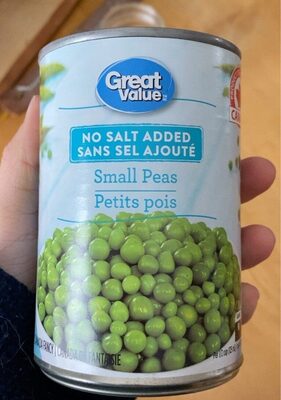 Great
Value
NO SALT ADDED
SANS SEL AJOUTÉ
Small Peas
Petits pois